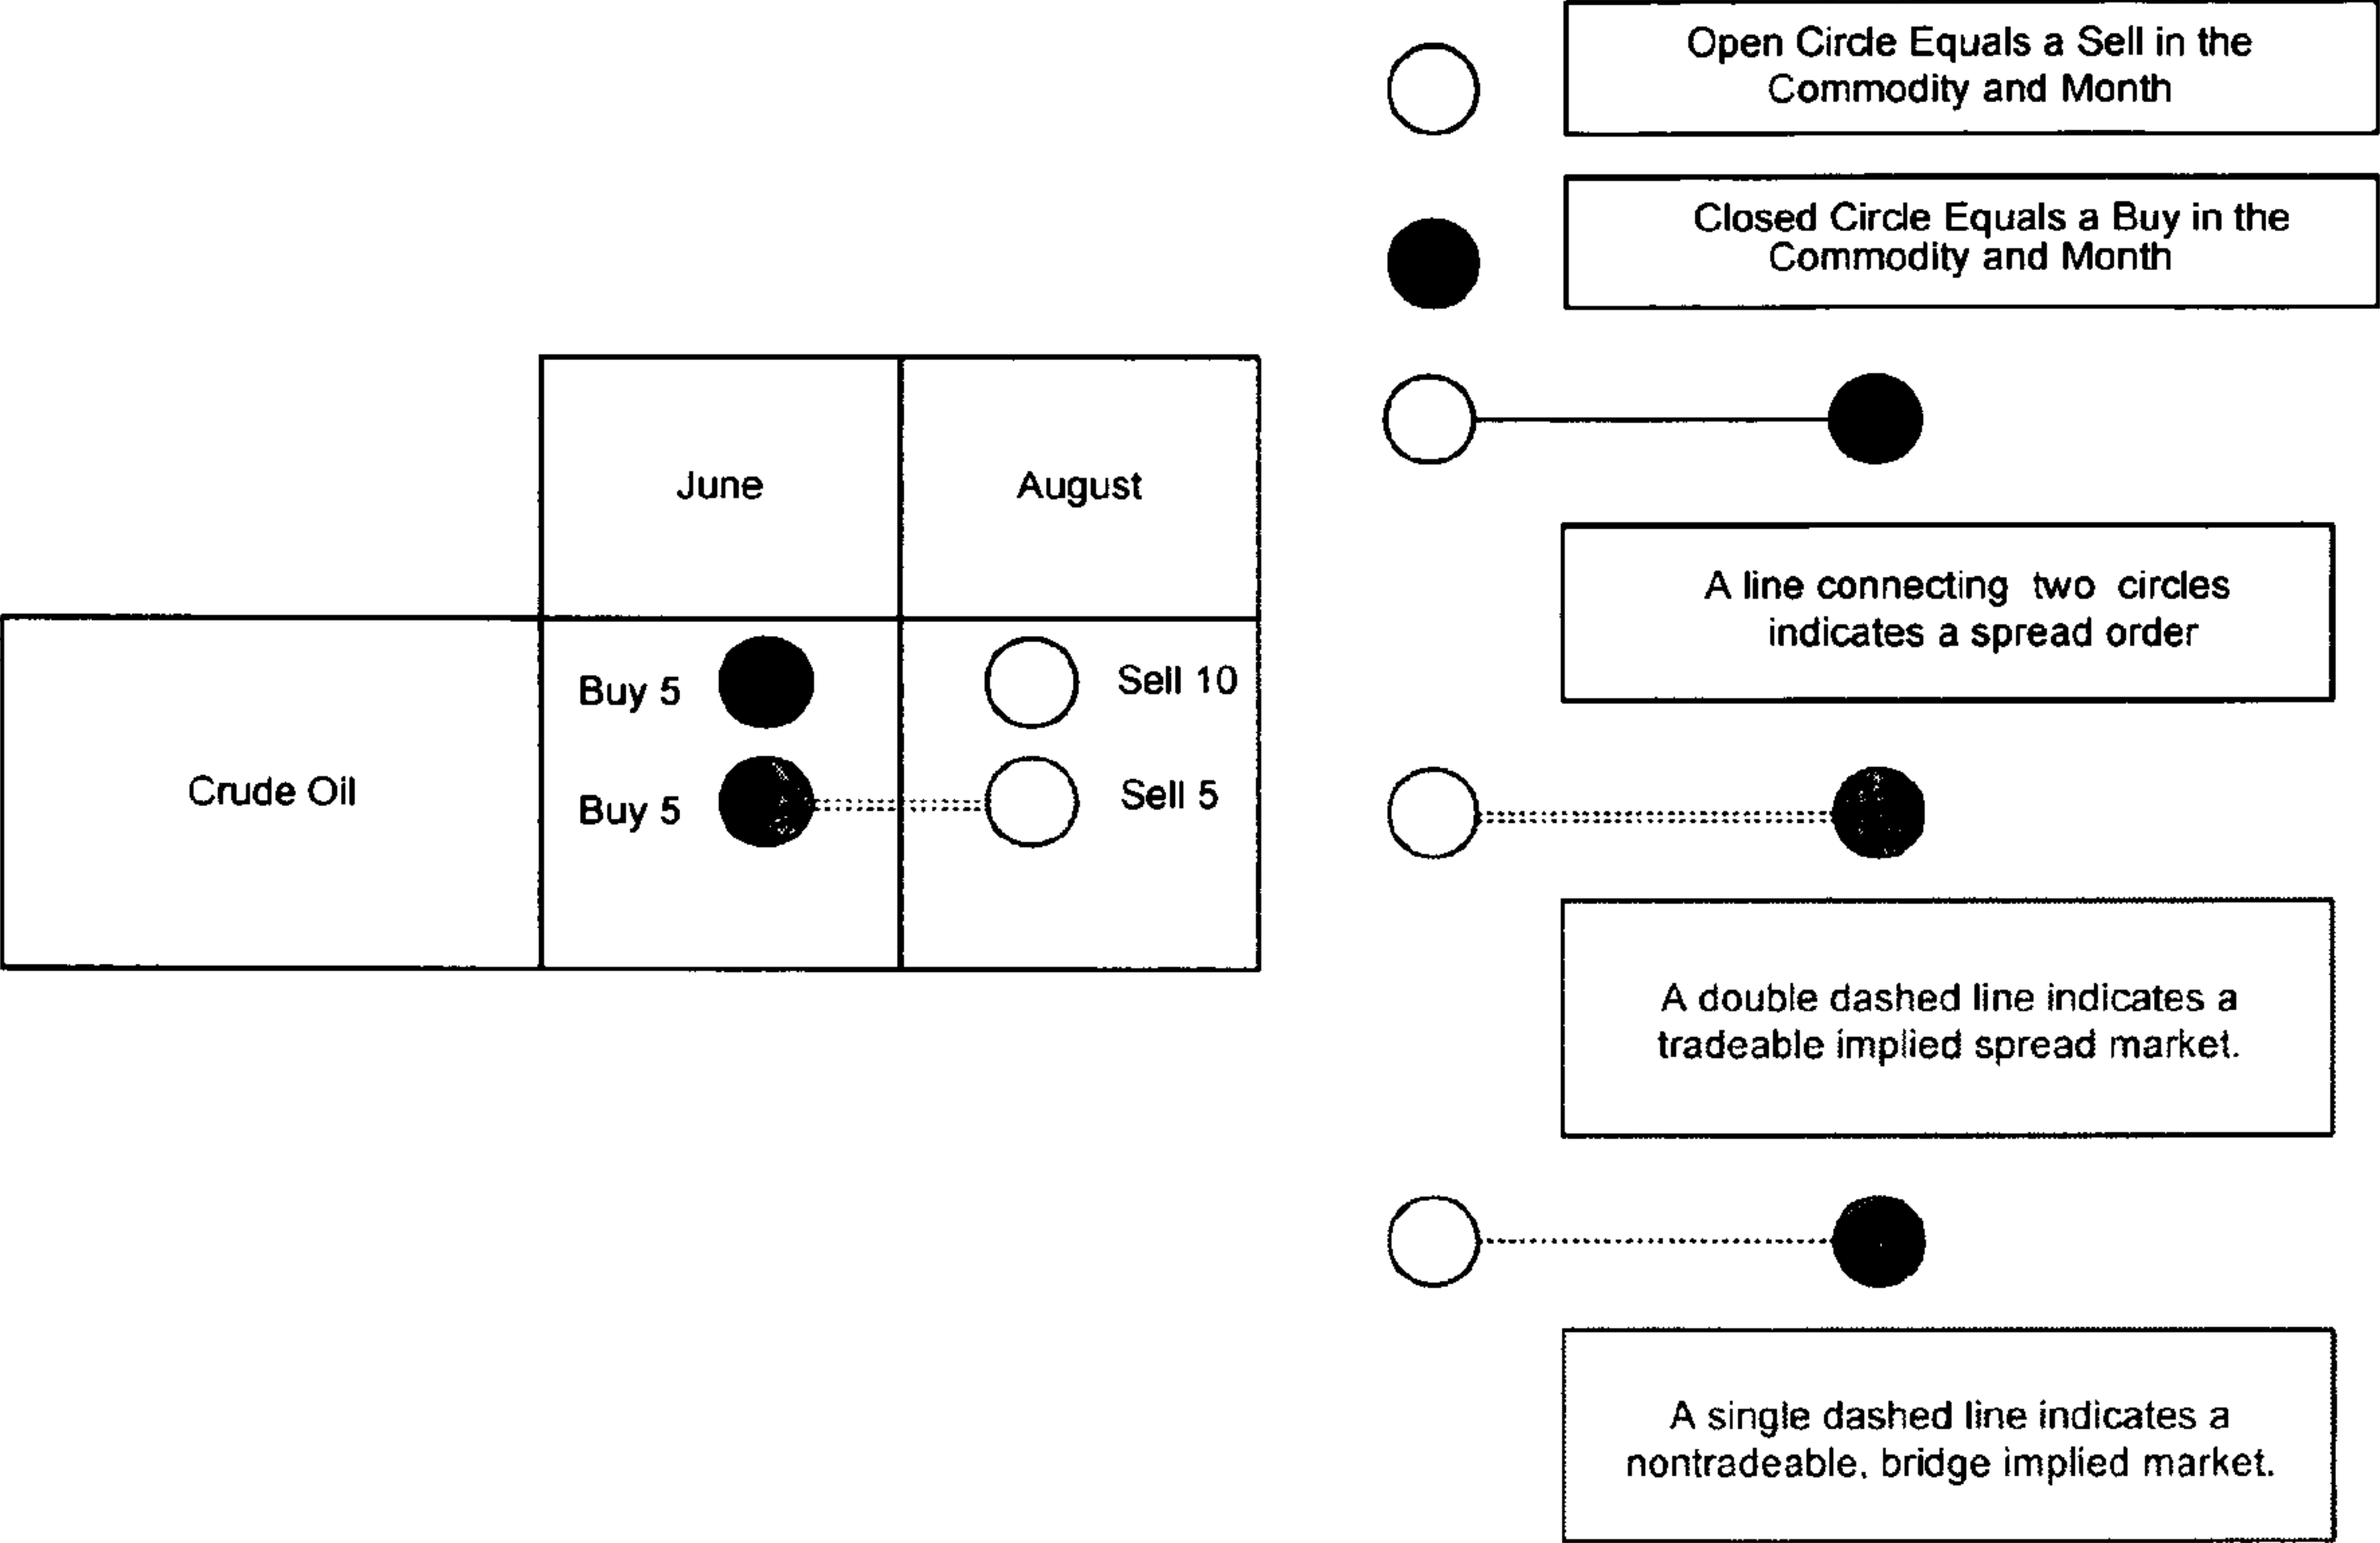 Open Circle Equals a Sell in the
Commodity and Month
Closed Circle Equals a Buy in the
Commodity and Month
June
August
A line connecting two circles
indicates a spread order
Crude Oil
Buy 5
Sell 10
Buy 5
Sell 5
A double dashed line indicates a
tradeable implied spread market.
A single dashed line indicates a
nontradeable, bridge implied market.